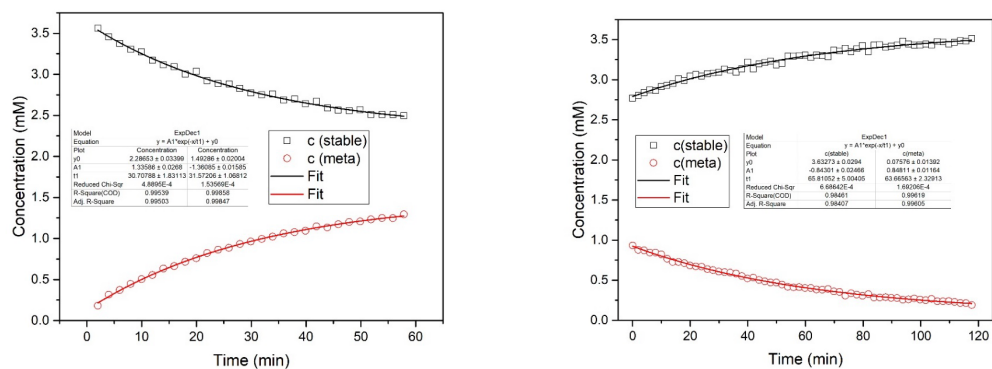 Concentration (mM)
3.5
3.0
2.5
2.0
1.5
1.0
0.5
0.0
0 10 20 30 40 50 60
Time (min)
Model ExpDec1
Equation y = A1*exp(-x/t1) + y0
Plot Concentration Concentration
y0 2.28653 ± 0.03399 1.49286 ± 0.02004
A1 1.33588 ± 0.0268 -1.36085 ± 0.01585
t1 30.70788 ± 1.83113 31.57206 ± 1.06812
Reduced Chi-Sqr 4.8895E-4 1.53569E-4
R-Square(COD) 0.99539 0.99858
Adj. R-Square 0.99503 0.99847
c (stable)
c (meta)
Fit
Fit
Concentration (mM)
3.5
3.0
2.5
2.0
1.5
1.0
0.5
0.0
0 20 40 60 80 100 120
Time (min)
c (stable)
c (meta)
Fit
Fit
Model ExpDec1
Equation y = A1*exp(-x/t1) + y0
Plot c(stable) c(meta)
y0 3.63273 ± 0.0294 0.07576 ± 0.01392
A1 -0.84301 ± 0.02466 0.84811 ± 0.01164
t1 65.81052 ± 5.00405 63.66563 ± 2.32913
Reduced Chi-Sqr 6.68642E-4 1.69206E-4
R-Square(COD) 0.98461 0.99619
Adj. R-Square 0.98407 0.99605